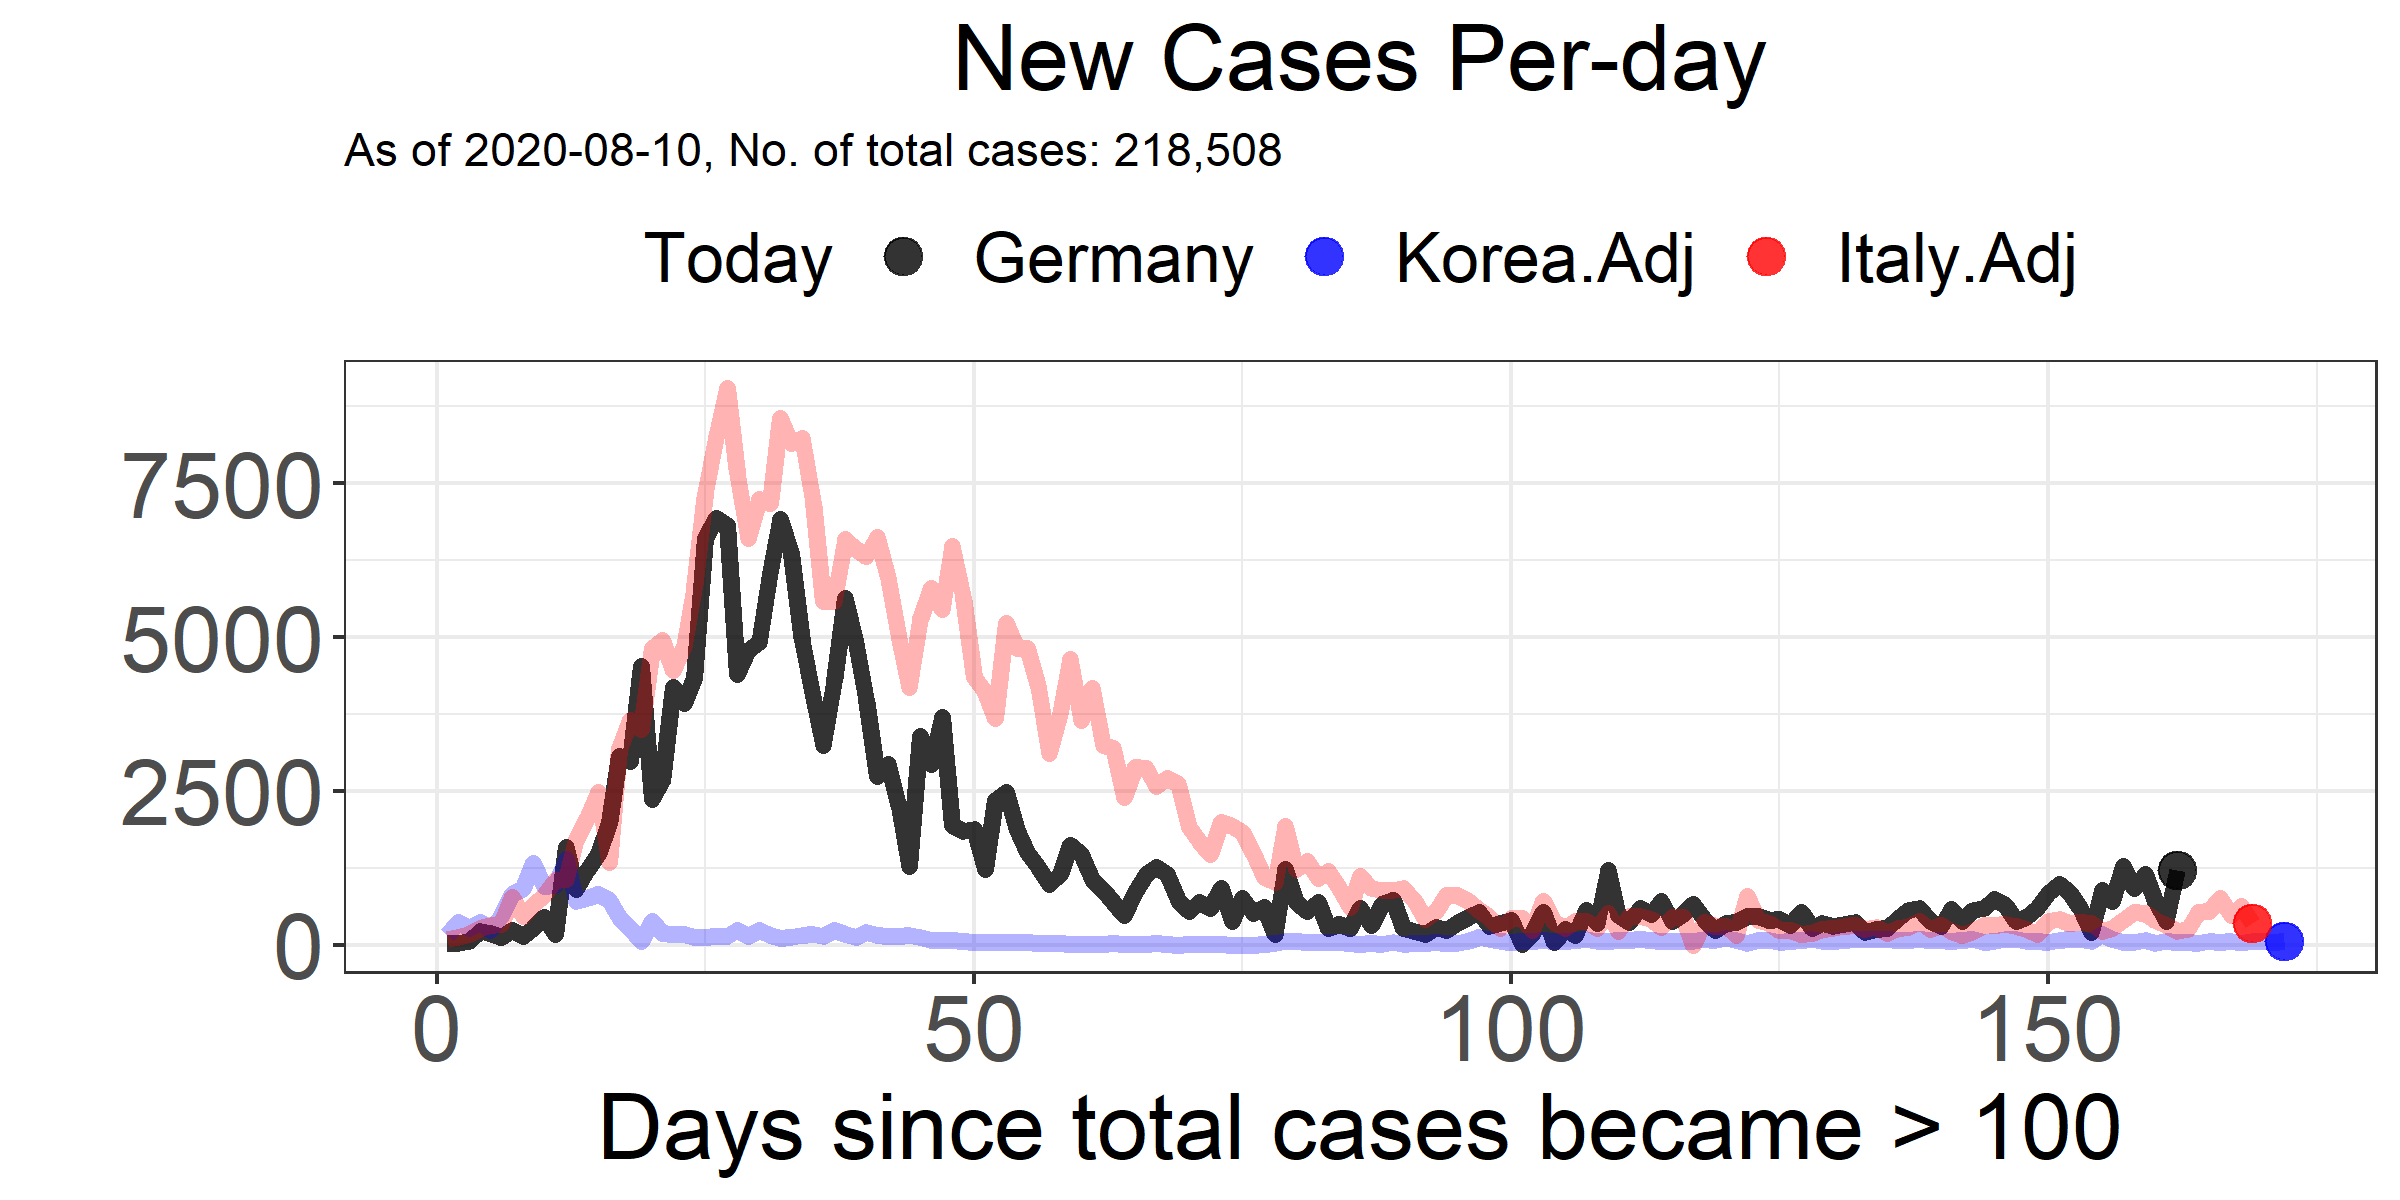 New Cases Per-day
As of 2020-08-10, No. of total cases: 218,508
Today Germany Korea.Adj Italy.Adj
7500
5000
2500
0
0 50 100 150
Days since total cases became > 100